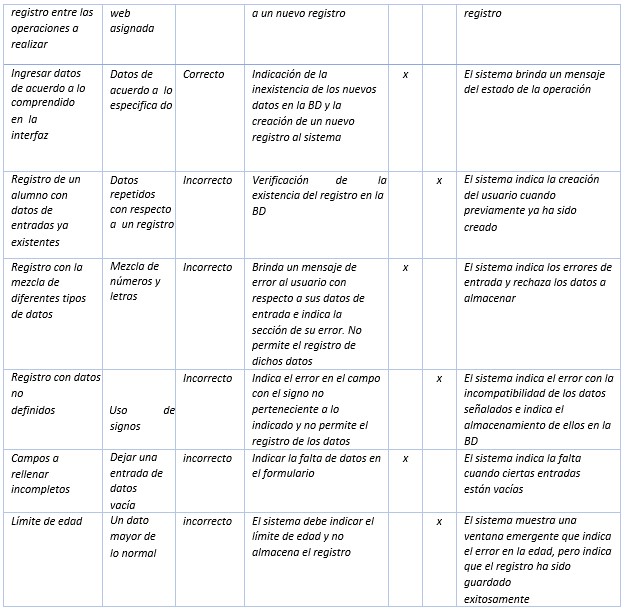 registro entre las
operaciones a
realizar
web
asignada
a un nuevo registro
registro
Ingresar datos
de acuerdo a lo
comprendido
en la
interfaz
Datos de
acuerdo a lo
especifica do
Correcto
Indicación de la
inexistencia de los nuevos
datos en la BD y la
creación de un nuevo
registro al sistema
x
El sistema brinda un mensaje
del estado de la operación
Registro de un
alumno con
datos de
entradas ya
existentes
Datos
repetidos
con respecto
a un registro
Incorrecto
Verificación de la
existencia del registro en la
BD
x
El sistema indica la creación
del usuario cuando
previamente ya ha sido
creado
Registro con la
mezcla de
diferentes tipos
de datos
Mezcla de
números y
letras
Incorrecto
Brinda un mensaje de
error al usuario con
respecto a sus datos de
entrada e indica la
sección de su error. No
permite el registro de
dichos datos
x
El sistema indica los errores de
entrada y rechaza los datos a
almacenar
Registro con datos
no
definidos
Uso de
signos
Incorrecto
Indica el error en el campo
con el signo no
perteneciente a lo
indicado y no permite el
registro de los datos
x
El sistema indica el error con la
incompatibilidad de los datos
señalados e indica el
almacenamiento de ellos en la
BD
Campos a
rellenar
incompletos
Dejar una
entrada de
datos
vacía
incorrecto
Indicar la falta de datos en
el formulario
x
El sistema indica la falta
cuando ciertas entradas
están vacías
Límite de edad
Un dato
mayor de
lo normal
incorrecto
El sistema debe indicar el
límite de edad y no
almacena el registro
x
El sistema muestra una
ventana emergente que indica
el error en la edad, pero indica
que el registro ha sido
guardado
exitosamente